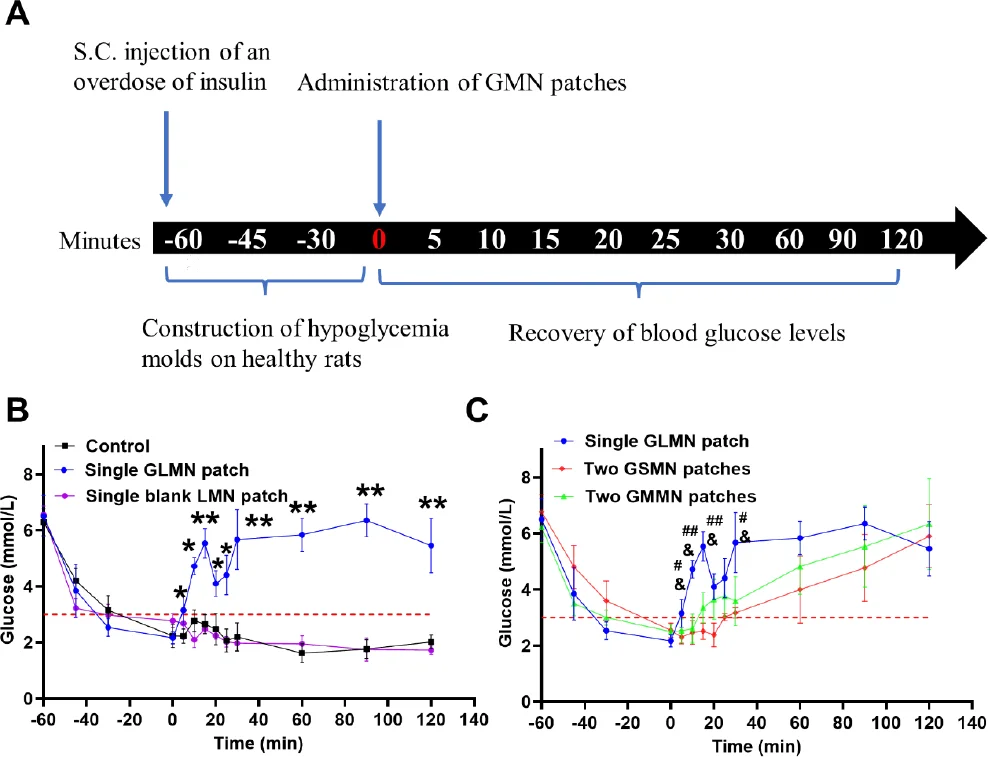 A
S.C. injection of an
overdose of insulin
Administration of GMN patches
Minutes -60 -45 -30 0 5 10 15 20 25 30 60 90 120
Construction of hypoglycemia
molds on healthy rats
Recovery of blood glucose levels
B
Control
Single GLMN patch
Single blank LMN patch
Glucose (mmol/L)
8
6
4
2
0
* * ** * * ** ** ** **
-60 -40 -20 0 20 40 60 80 100 120 140
Time (min)
C
Single GLMN patch
Two GSMN patches
Two GMMN patches
Glucose (mmol/L)
8
6
4
2
0
#
&
##
&
##
&
#
&
-60 -40 -20 0 20 40 60 80 100 120 140
Time (min)